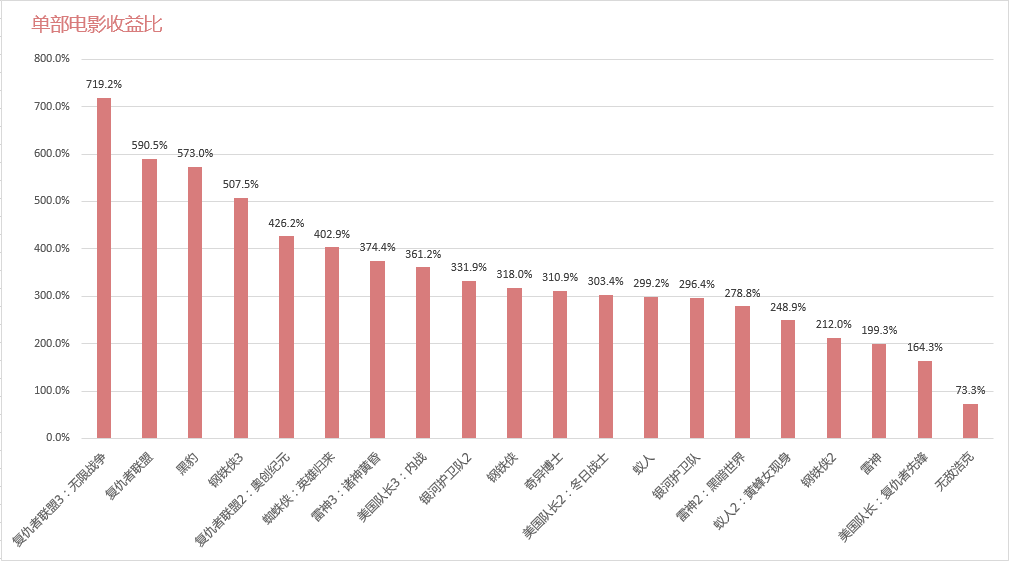 单部电影收益比
800.0%
700.0%
600.0%
500.0%
400.0%
300.0%
200.0%
100.0%
0.0%
719.2%
590.5%
573.0%
507.5%
426.2%
402.9%
374.4%
361.2%
331.9%
318.0%
310.9%
303.4%
299.2%
296.4%
278.8%
248.9%
212.0%
199.3%
164.3%
73.3%
复仇者联盟3：无限战争
复仇者联盟
黑豹
钢铁侠3
复仇者联盟2：奥创纪元
蜘蛛侠：英雄归来
雷神3：诸神黄昏
美国队长3：内战
银河护卫队2
钢铁侠
奇异博士
美国队长2：冬日战士
蚁人
银河护卫队
雷神2：黑暗世界
蚁人2：黄蜂女现身
钢铁侠2
雷神
美国队长：复仇者先锋
无敌浩克